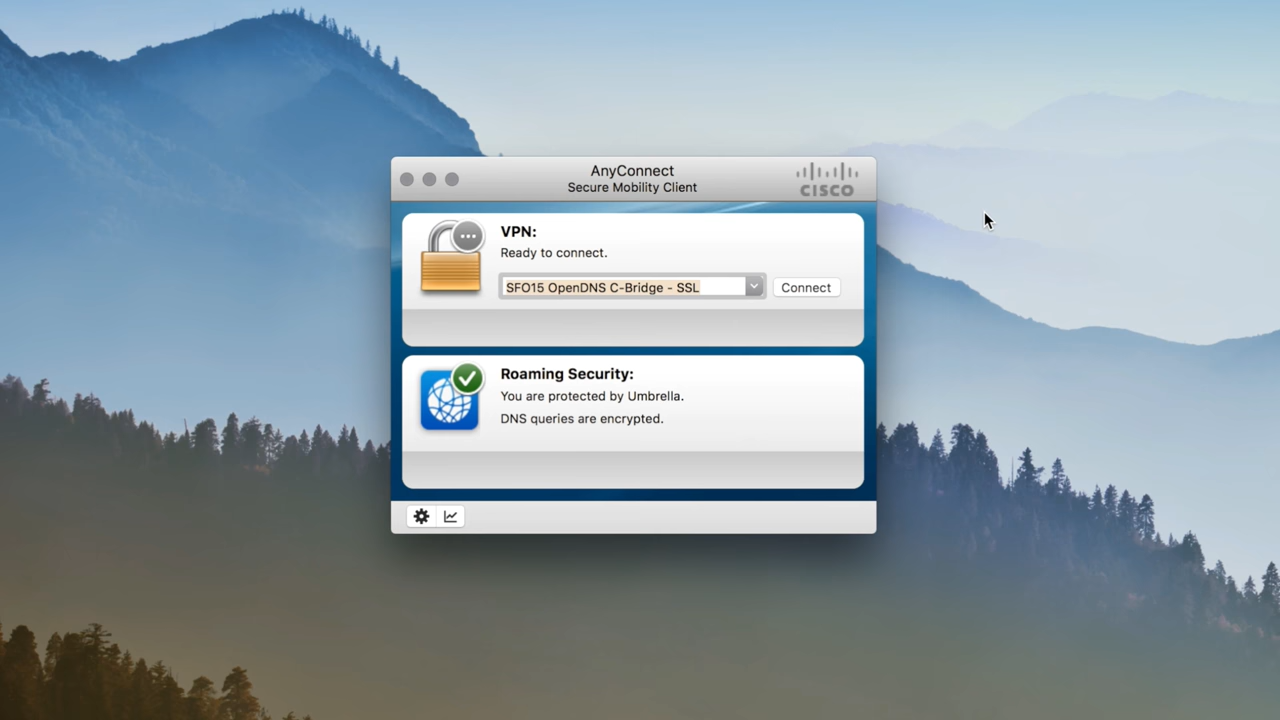 AnyConnect
Secure Mobility Client
CISCO
VPN:
Ready to connect.
SFO15 OpenDNS C-Bridge - SSL
Connect
Roaming Security:
You are protected by Umbrella.
DNS queries are encrypted.